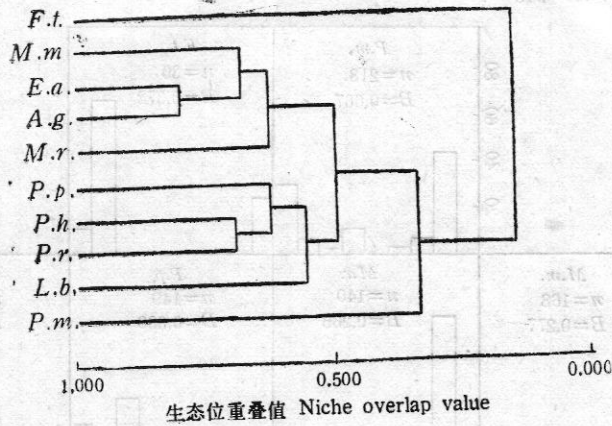 F.t.
M.m
E.a.
A.g.
M.r.
P.p.
P.h.
P.r.
L.b.
P.m.
1,000 0.500 0.000
生态位重叠值 Niche overlap value